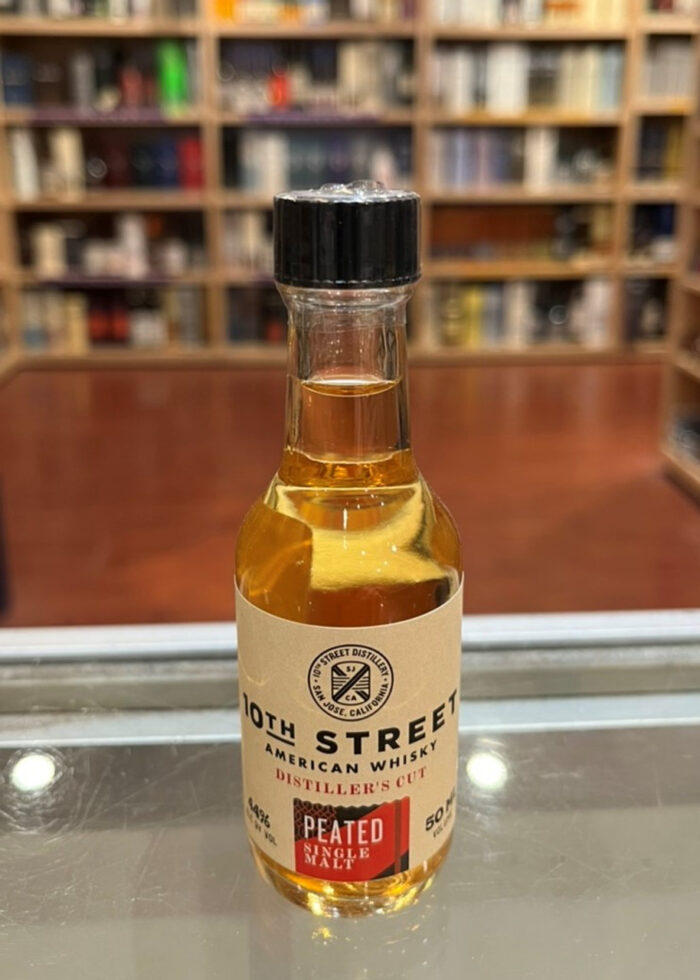 10TH STREET DISTILLERY
SJ
CA
SAN JOSE, CALIFORNIA
10TH STREET
AMERICAN WHISKY
DISTILLER'S CUT
44%
ALC BY VOL
PEATED
SINGLE
MALT
50 ML
VOLUME